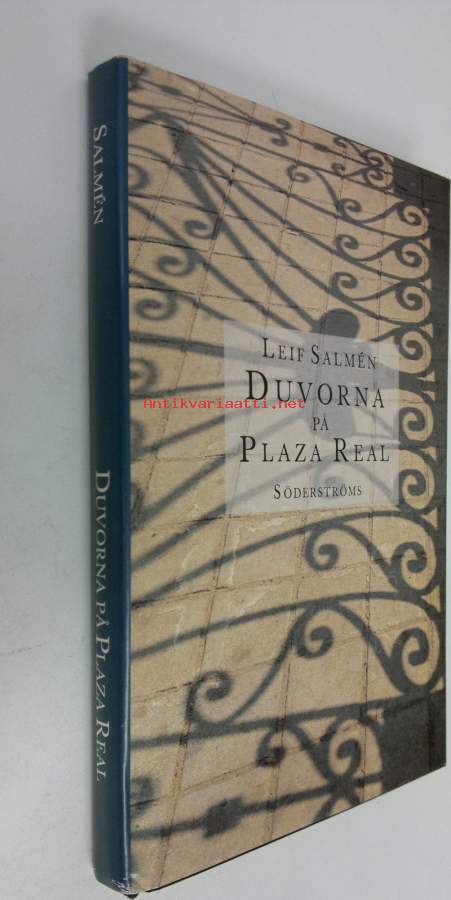 SALMÉN
DUVORNA PÅ PLAZA REAL
LEIF SALMÉN
DUVORNA
PÅ
PLAZA REAL
SÖDERSTRÖMS
Antikvariaatti.net